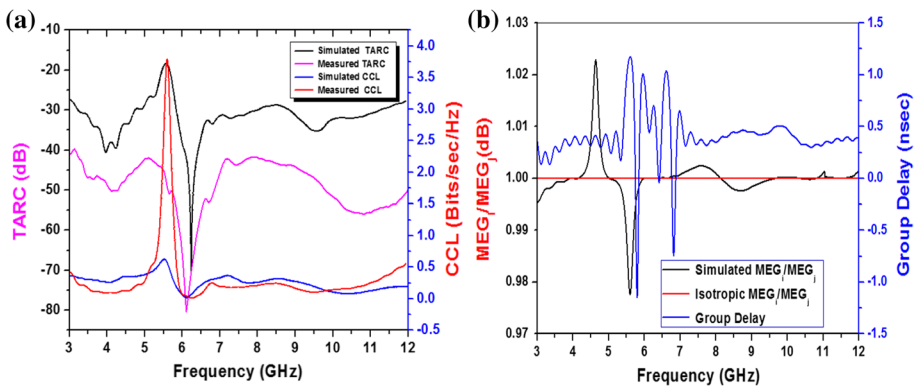 (a)
-10
-20
-30
-40
-50
-60
-70
-80
TARC (dB)
Simulated TARC
Measured TARC
Simulated CCL
Measured CCL
4.0
3.5
3.0
2.5
2.0
1.5
1.0
0.5
0.0
-0.5
CCL (Bits/sec/Hz)
3 4 5 6 7 8 9 10 11 12
Frequency (GHz)
(b)
1.03
1.02
1.01
1.00
0.99
0.98
0.97
MEGi/MEGj(dB)
Simulated MEGi/MEGj
Isotropic MEGi/MEGj
Group Delay
1.5
1.0
0.5
0.0
-0.5
-1.0
-1.5
Group Delay (nsec)
3 4 5 6 7 8 9 10 11 12
Frequency (GHz)